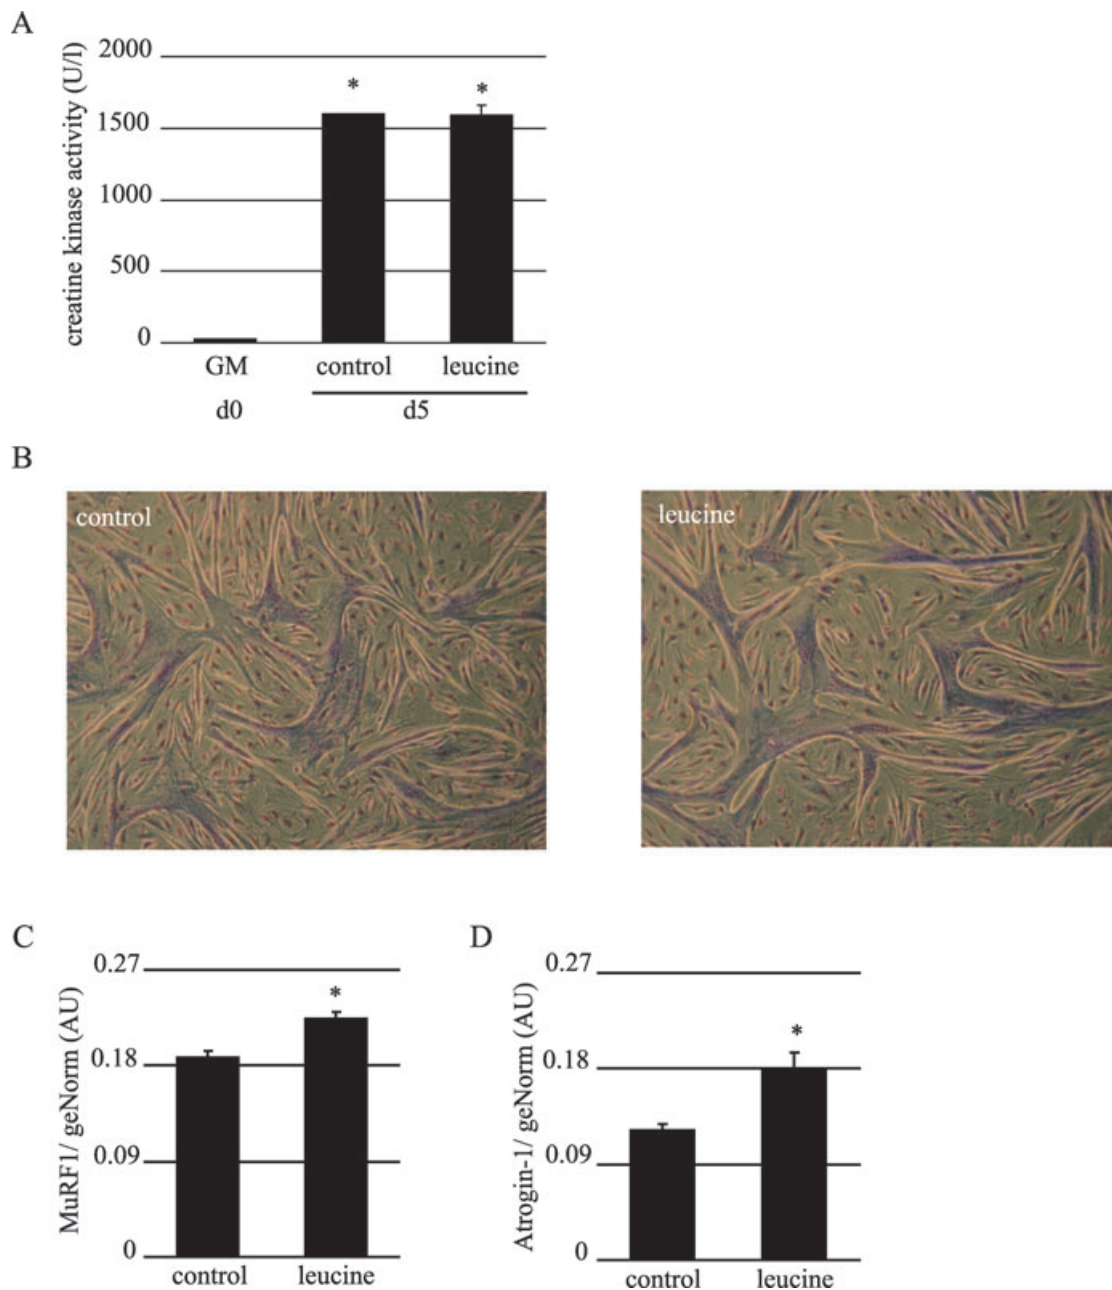 A
creatine kinase activity (U/l)
2000
1500
1000
500
0
* *
GM control leucine
d0 d5
B
control leucine
C
MuRF1/ geNorm (AU)
0.27
0.18
0.09
0
*
control leucine
D
Atrogin-1/ geNorm (AU)
0.27
0.18
0.09
0
*
control leucine